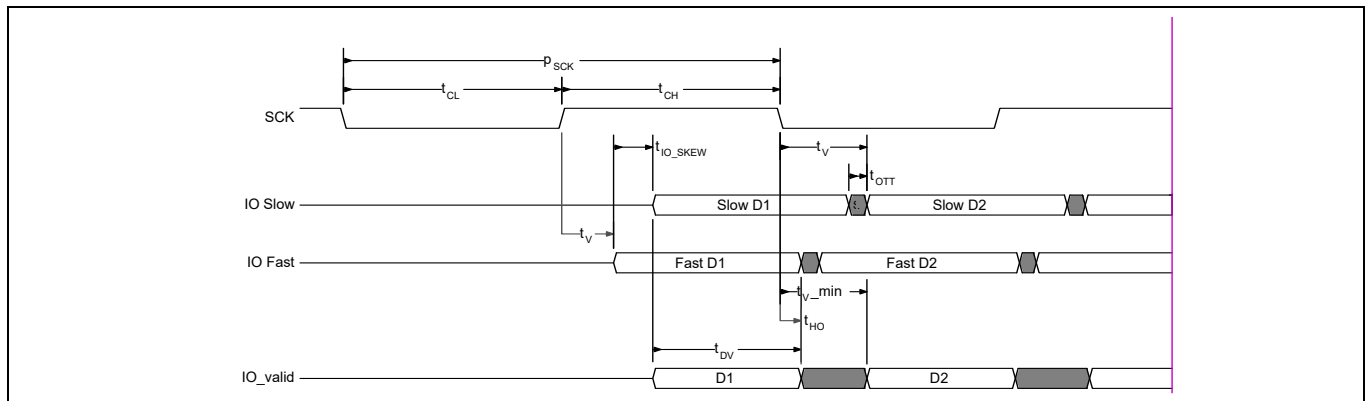 pSCK
tCL
tCH
SCK
tIO_SKEW
tV
tOTT
IO Slow
Slow D1
Slow D2
tV
IO Fast
Fast D1
Fast D2
tV_min
tHO
tDV
IO_valid
D1
D2